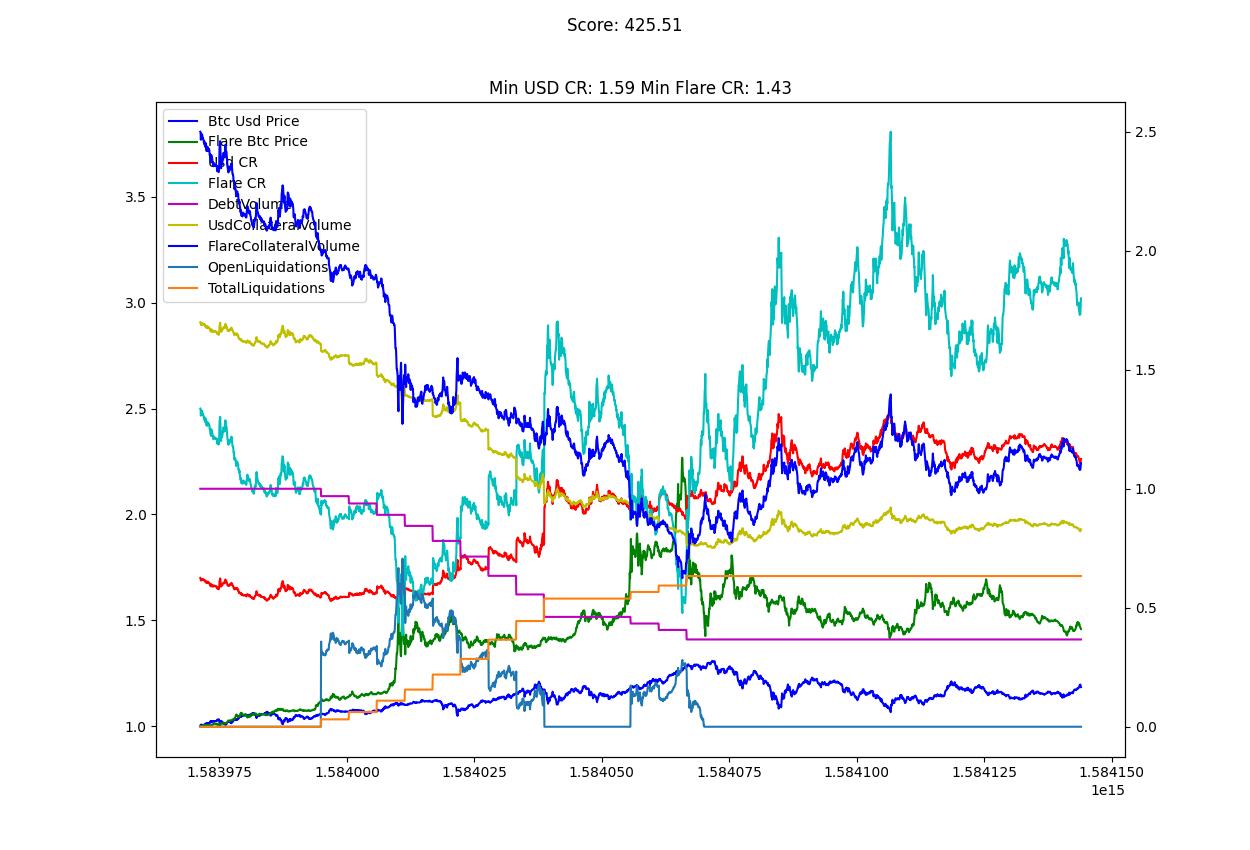 Score: 425.51
Min USD CR: 1.59 Min Flare CR: 1.43
Btc Usd Price
Flare Btc Price
Usd CR
Flare CR
DebtVolume
UsdCollateralVolume
FlareCollateralVolume
OpenLiquidations
TotalLiquidations
3.5
3.0
2.5
2.0
1.5
1.0
2.5
2.0
1.5
1.0
0.5
0.0
1.583975 1.584000 1.584025 1.584050 1.584075 1.584100 1.584125 1.584150
1e15